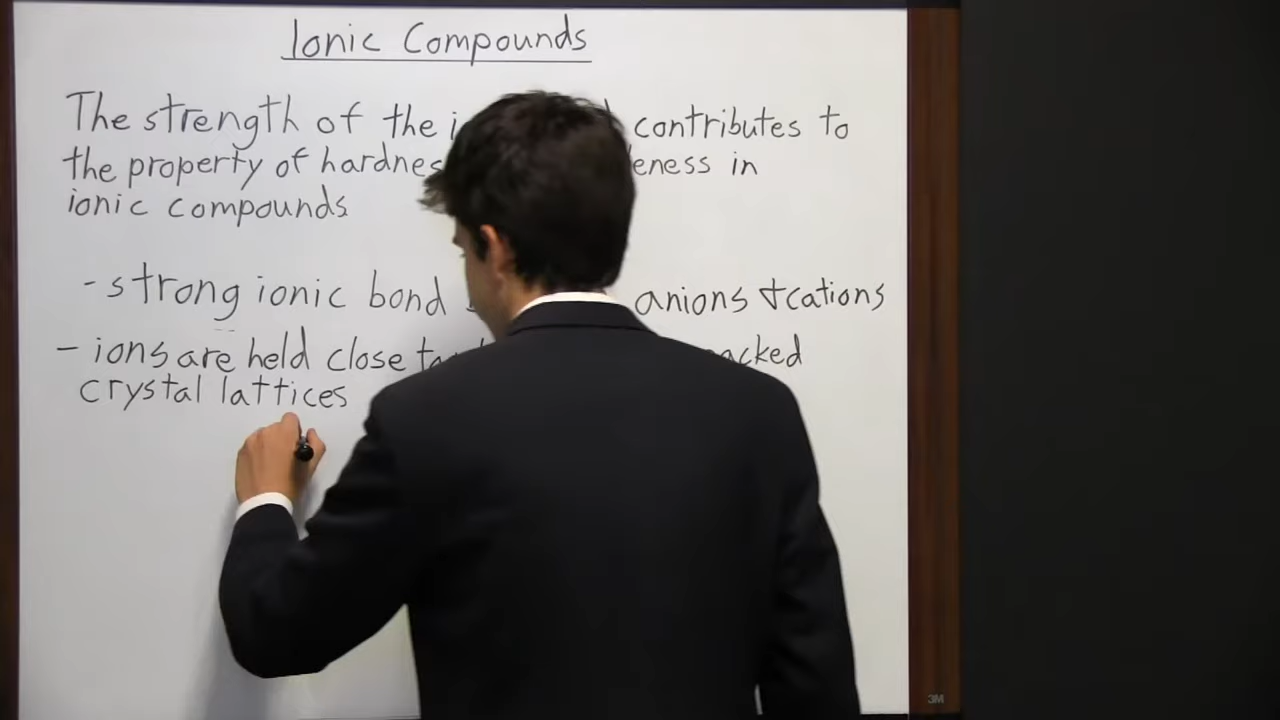 Ionic Compounds
The strength of the contributes to
the property of hardnes eness in
ionic compounds
- strong ionic bond anions & cations
- ions are held close acked
crystal lattices
3M